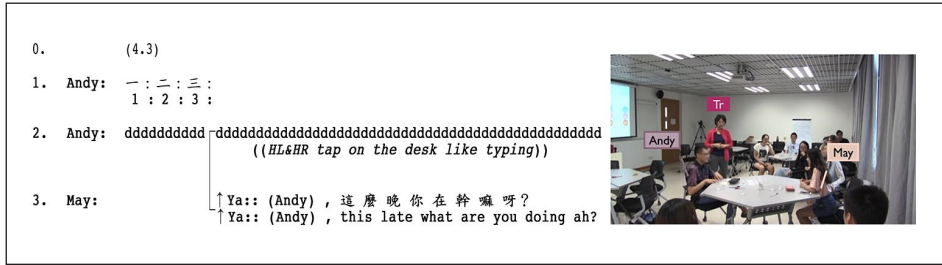 0. (4.3)
1. Andy: 一:二:三:
1 :2 :3 :
2. Andy: dddddddddd┌dddddddddddddddddddddddddddddddddddddddddddddddd
((HL&HR tap on the desk like typing))
3. May: ↑Ya:: (Andy) , 這麼晚你在幹嘛呀?
↑Ya:: (Andy) , this late what are you doing ah?
Tr
Andy
May